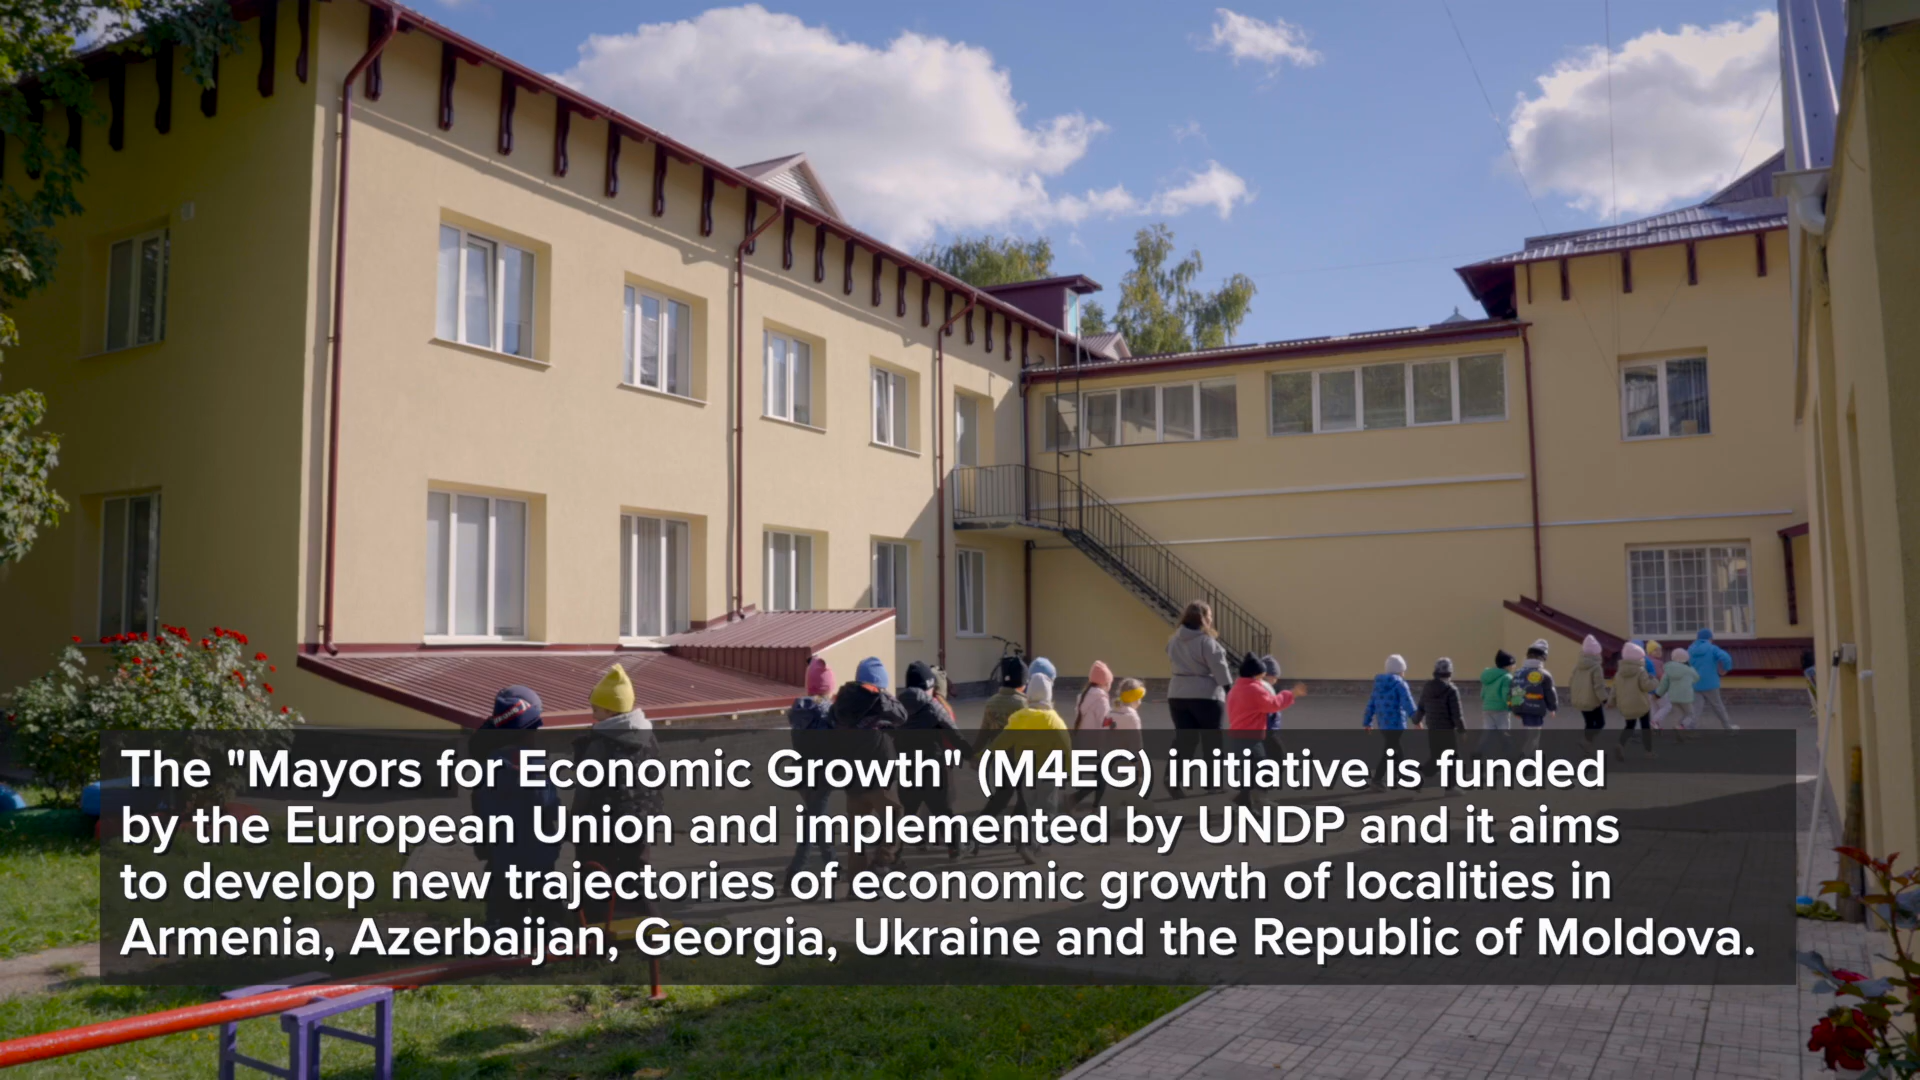 The "Mayors for Economic Growth" (M4EG) initiative is funded
by the European Union and implemented by UNDP and it aims
to develop new trajectories of economic growth of localities in
Armenia, Azerbaijan, Georgia, Ukraine and the Republic of Moldova.